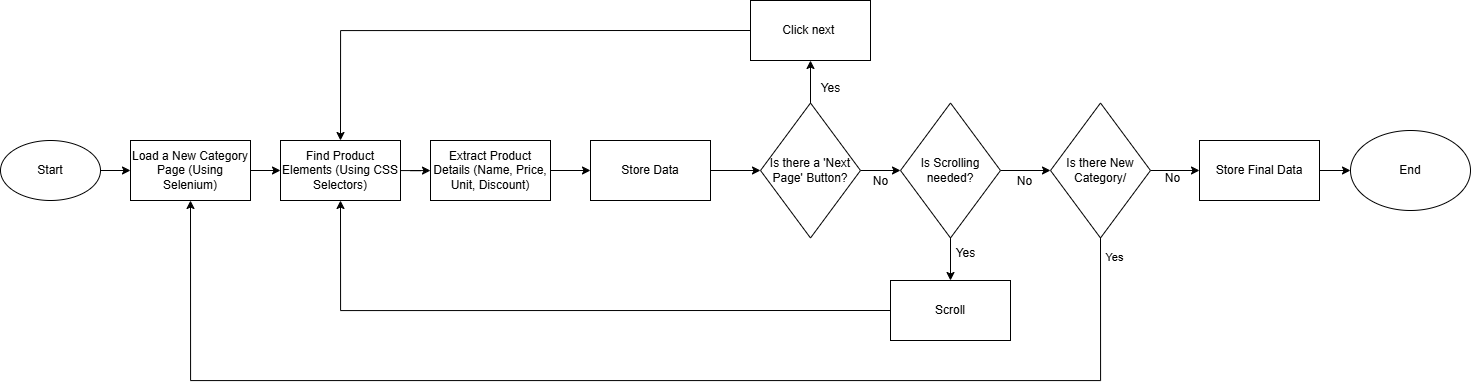 Click next
Yes
Start
Load a New Category
Page (Using
Selenium)
Find Product
Elements (Using CSS
Selectors)
Extract Product
Details (Name, Price,
Unit, Discount)
Store Data
Is there a 'Next
Page' Button?
No
Is Scrolling
needed?
No
Is there New
Category/
No
Store Final Data
End
Yes
Yes
Scroll